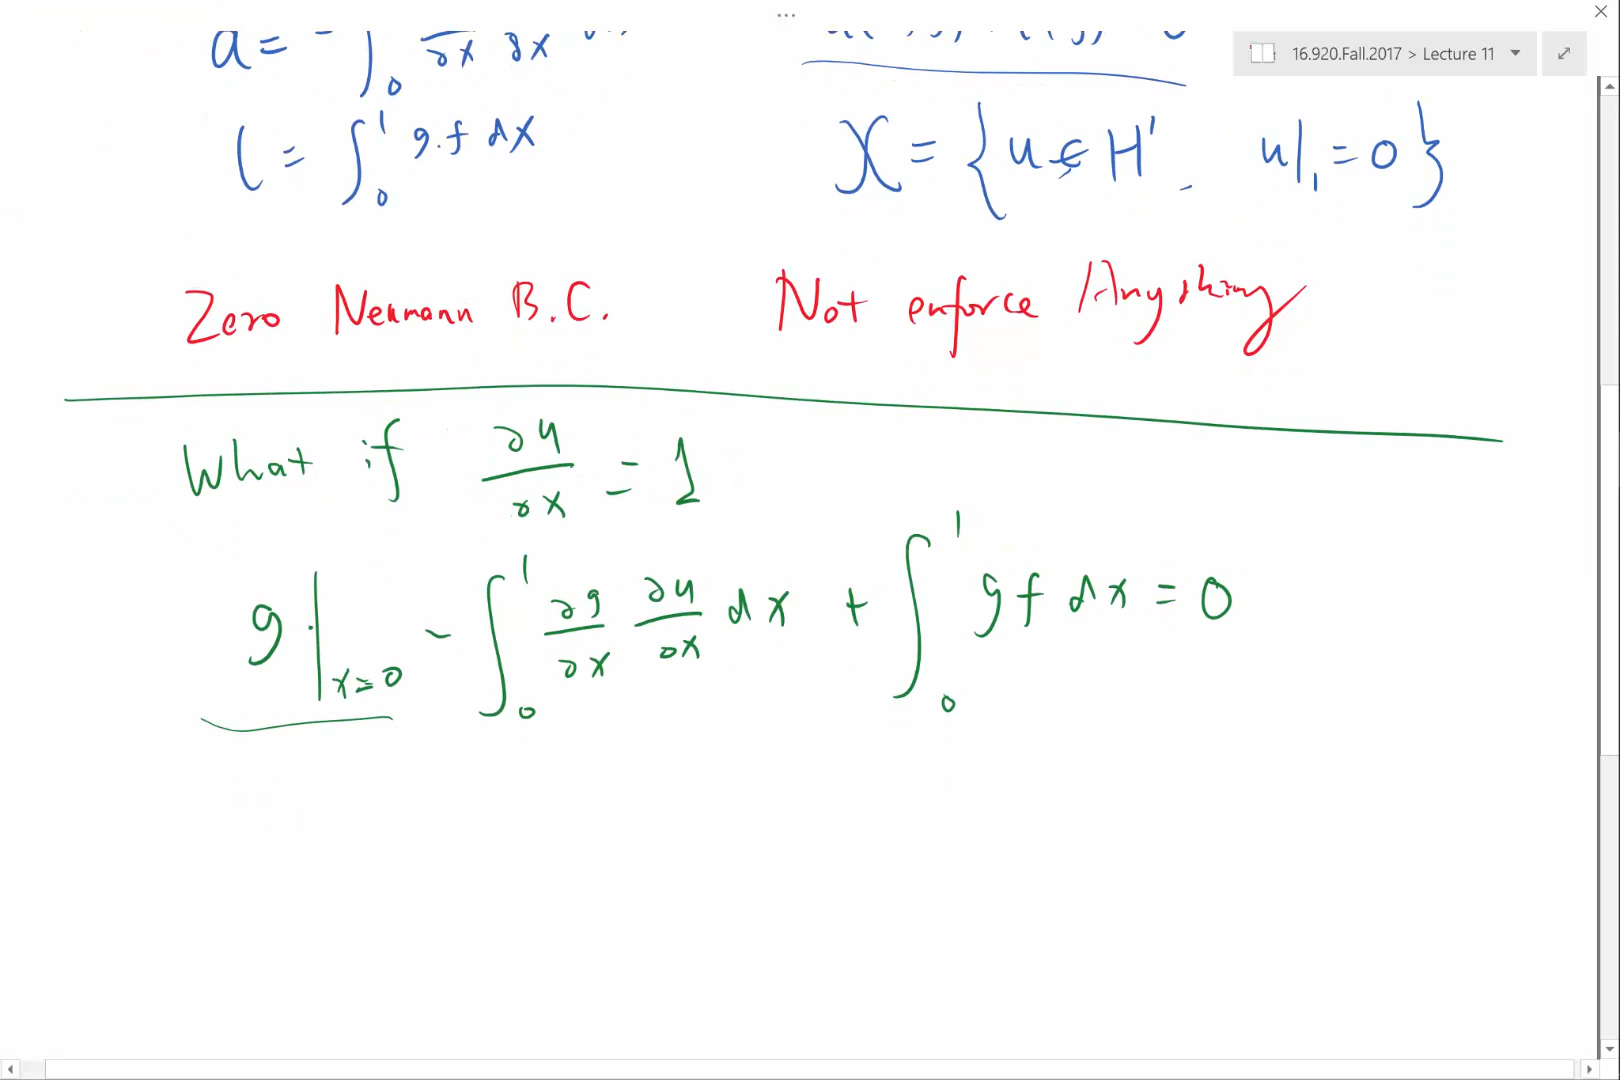 16.920.Fall.2017 > Lecture 11
a = - ∫₀ ∂x ∂x
l = ∫₀¹ g.f dx
X = { u ∈ H¹, u|₁ = 0 }
Zero Neumann B.C. Not enforce Anything
What if ∂u/∂x = 1
g|ₓ₌₀ - ∫₀¹ ∂g/∂x ∂u/∂x dx + ∫₀¹ g f dx = 0